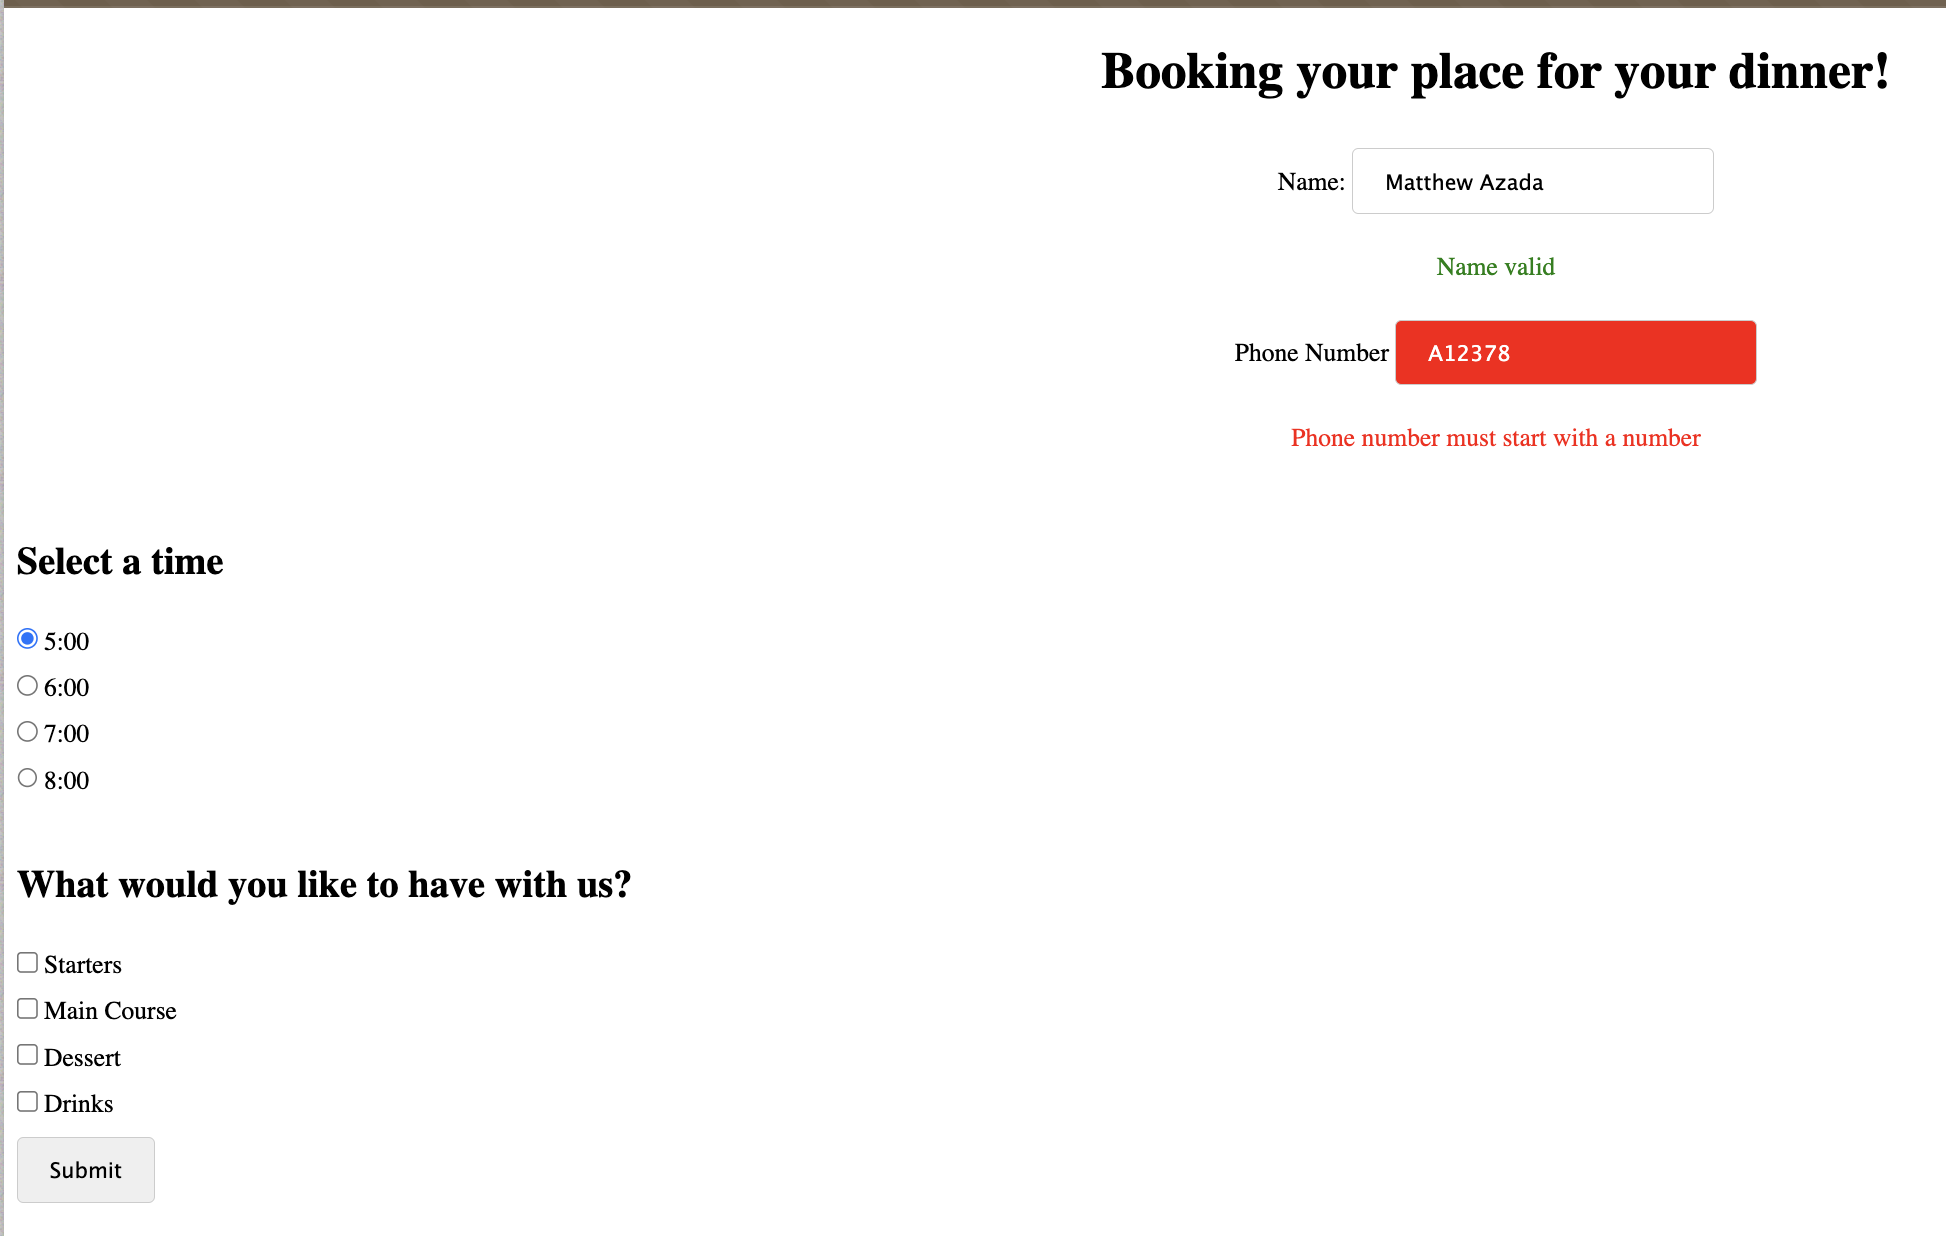 Booking your place for your dinner!
Name: Matthew Azada
Name valid
Phone Number A12378
Phone number must start with a number
Select a time
5:00
6:00
7:00
8:00
What would you like to have with us?
Starters
Main Course
Dessert
Drinks
Submit